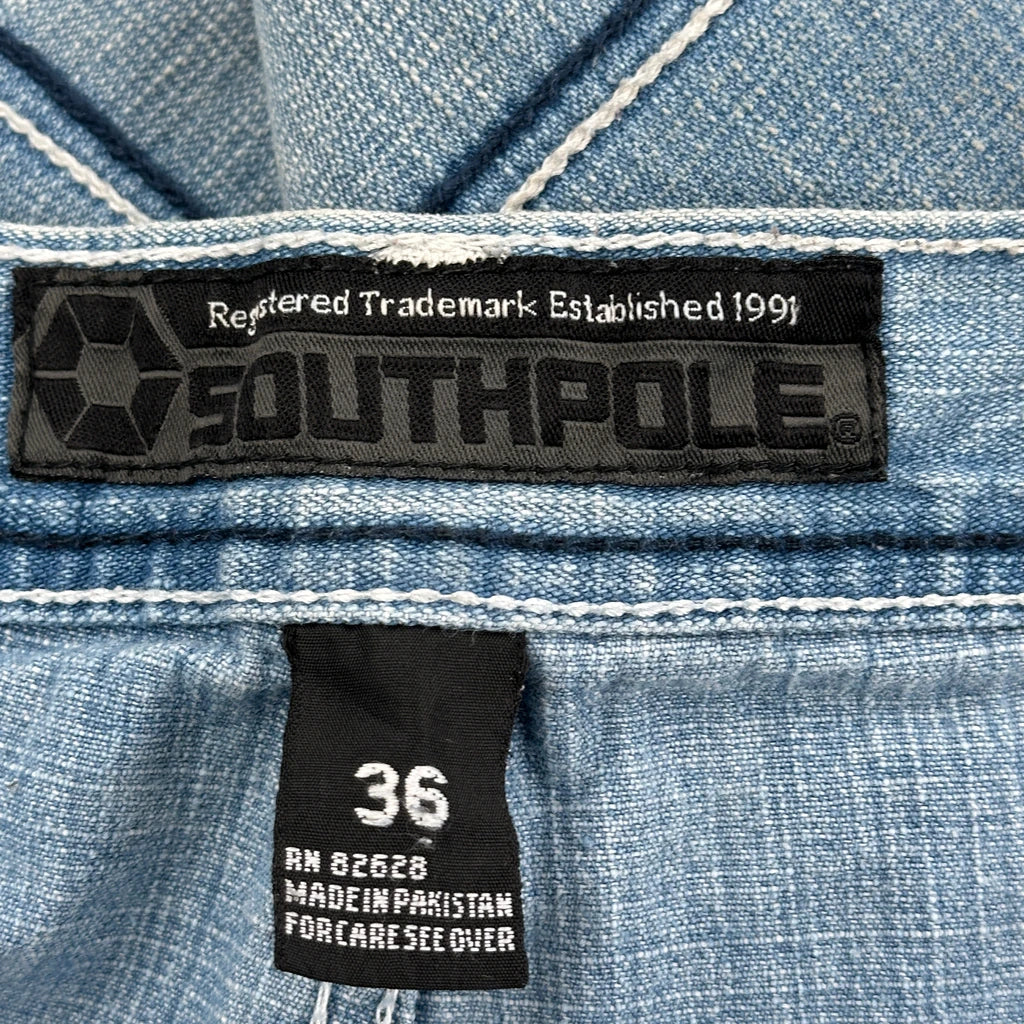 Registered Trademark Established 1991
SOUTHPOLE®
36
RN 82628
MADE IN PAKISTAN
FOR CARE SEE OVER